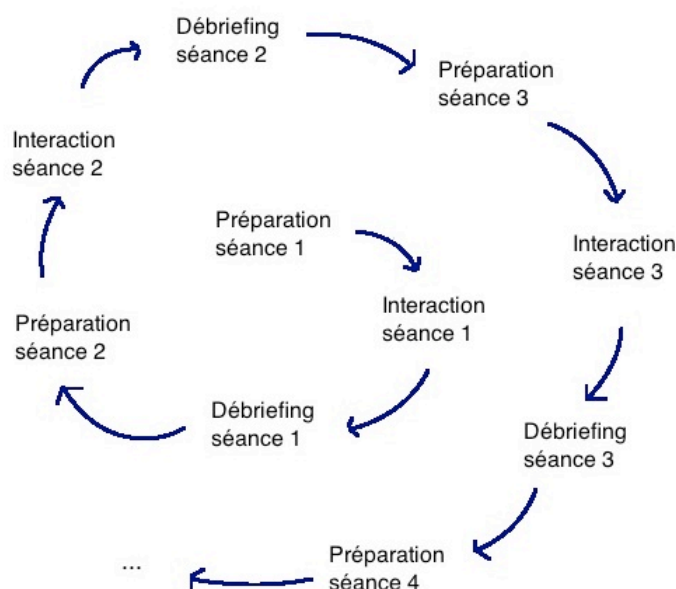 Préparation
séance 1
Interaction
séance 1
Débriefing
séance 1
Préparation
séance 2
Interaction
séance 2
Débriefing
séance 2
Préparation
séance 3
Interaction
séance 3
Débriefing
séance 3
Préparation
séance 4
...